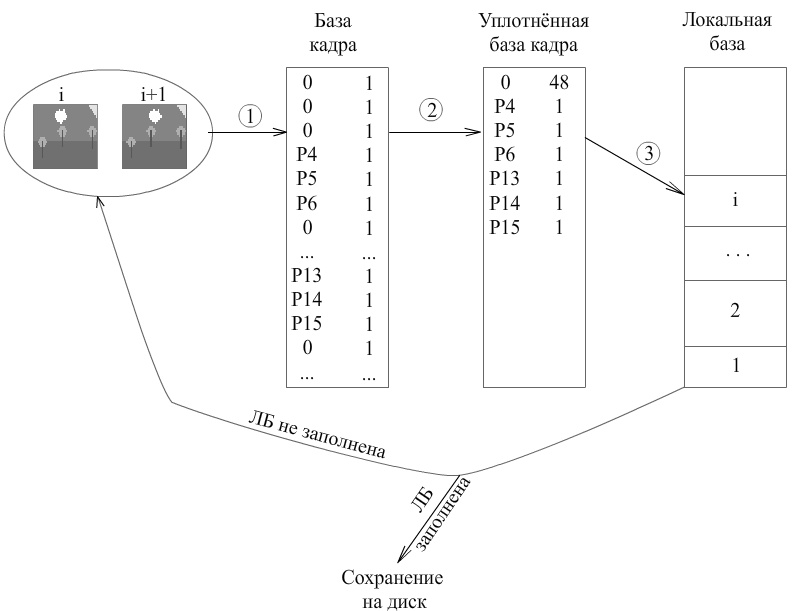 База
кадра
Уплотнённая
база кадра
Локальная
база
i
i+1
1
2
3
0 1
0 1
0 1
P4 1
P5 1
P6 1
0 1
... ...
P13 1
P14 1
P15 1
0 1
... ...
0 48
P4 1
P5 1
P6 1
P13 1
P14 1
P15 1
i
. . .
2
1
ЛБ не заполнена
ЛБ
заполнена
Сохранение
на диск